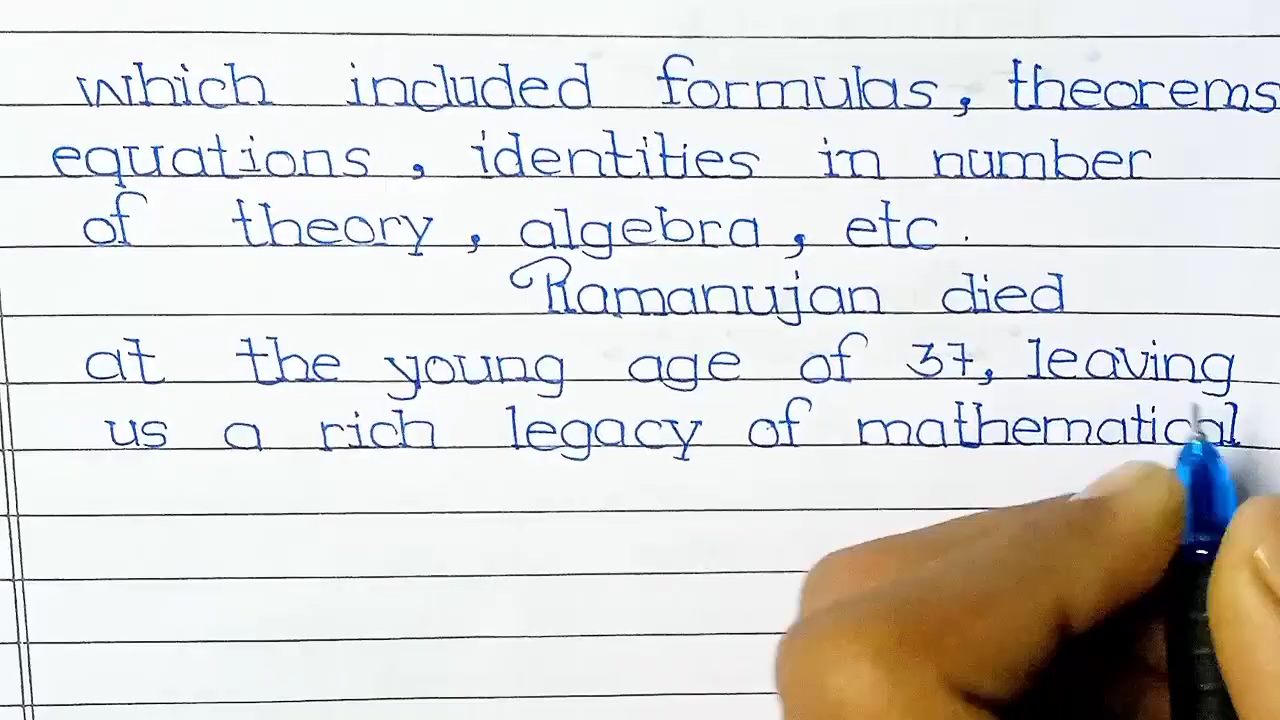 which included formulas, theorems
equations, identities in number
of theory, algebra, etc.
Ramanujan died
at the young age of 37, leaving
us a rich legacy of mathematical